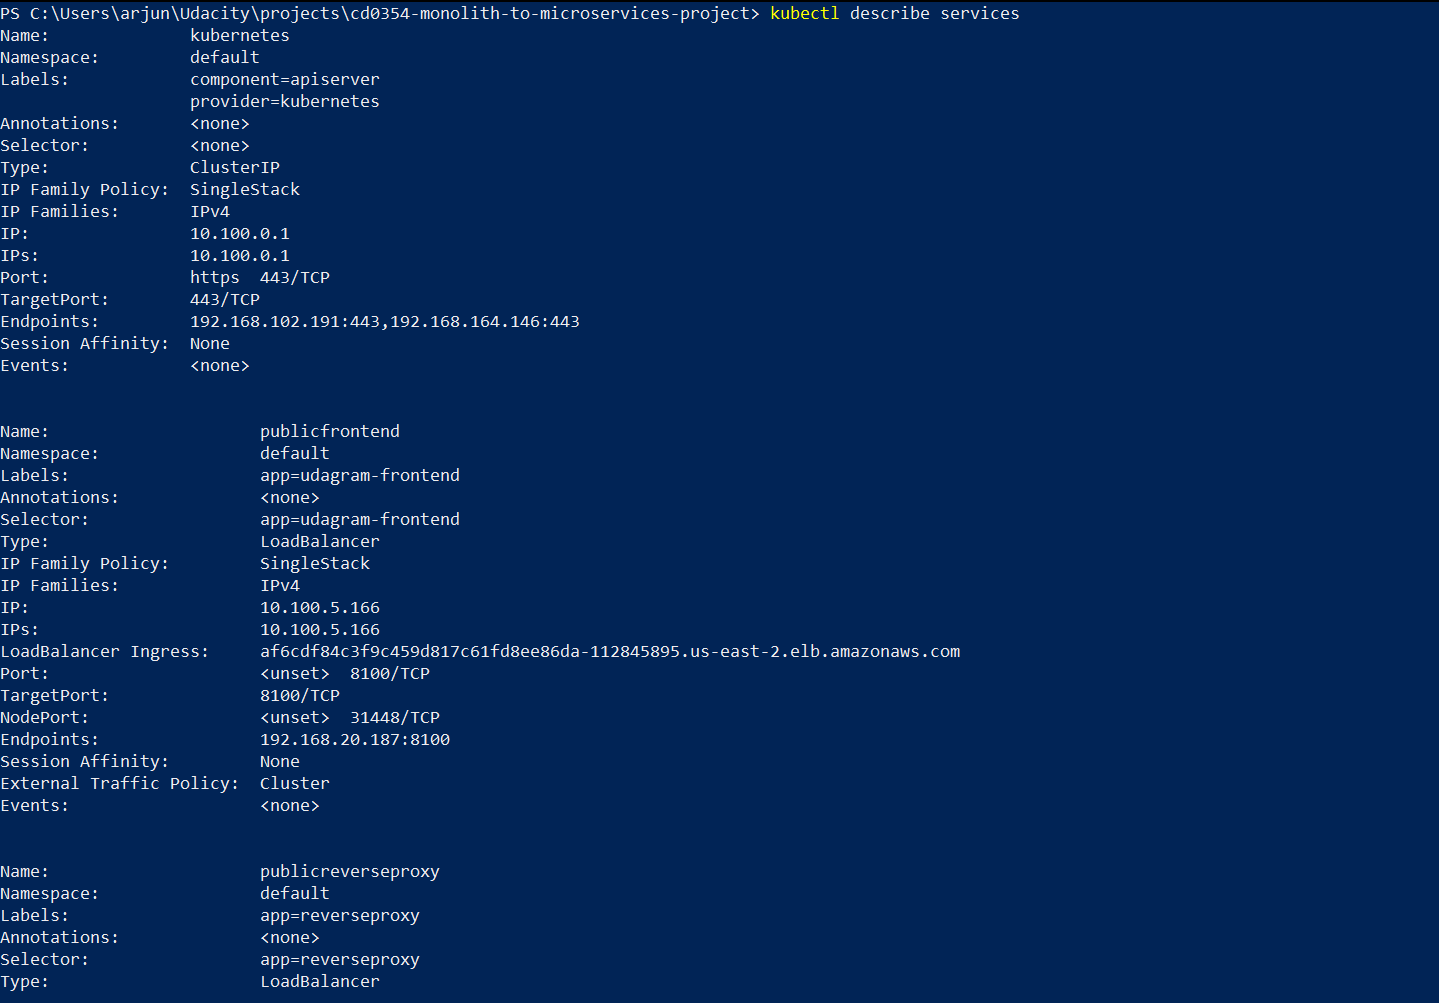 PS C:\Users\arjun\Udacity\projects\cd0354-monolith-to-microservices-project> kubectl describe services
Name:              kubernetes
Namespace:         default
Labels:            component=apiserver
                   provider=kubernetes
Annotations:       <none>
Selector:          <none>
Type:              ClusterIP
IP Family Policy:  SingleStack
IP Families:       IPv4
IP:                10.100.0.1
IPs:               10.100.0.1
Port:              https  443/TCP
TargetPort:        443/TCP
Endpoints:         192.168.102.191:443,192.168.164.146:443
Session Affinity:  None
Events:            <none>
Name:                     publicfrontend
Namespace:                default
Labels:                   app=udagram-frontend
Annotations:              <none>
Selector:                 app=udagram-frontend
Type:                     LoadBalancer
IP Family Policy:         SingleStack
IP Families:              IPv4
IP:                       10.100.5.166
IPs:                      10.100.5.166
LoadBalancer Ingress:     af6cdf84c3f9c459d817c61fd8ee86da-112845895.us-east-2.elb.amazonaws.com
Port:                     <unset>  8100/TCP
TargetPort:               8100/TCP
NodePort:                 <unset>  31448/TCP
Endpoints:                192.168.20.187:8100
Session Affinity:         None
External Traffic Policy:  Cluster
Events:                   <none>
Name:                     publicreverseproxy
Namespace:                default
Labels:                   app=reverseproxy
Annotations:              <none>
Selector:                 app=reverseproxy
Type:                     LoadBalancer